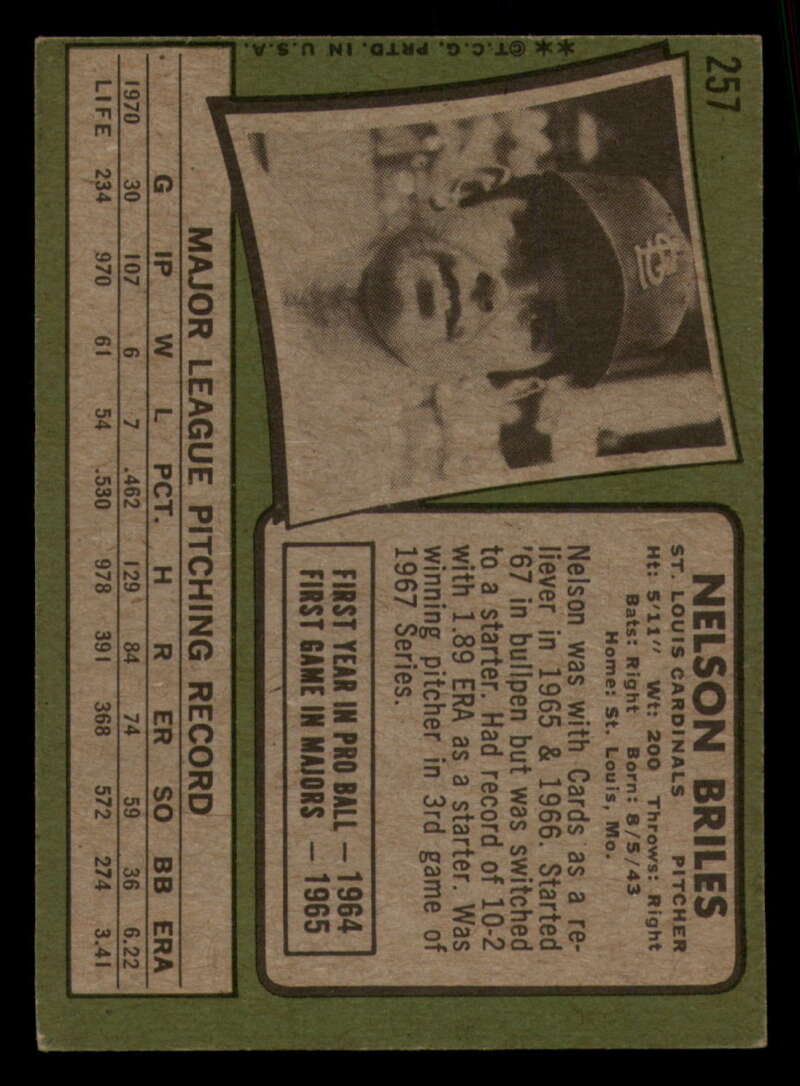 257
**©T.C.G. PRTD. IN U.S.A.
NELSON BRILES
ST. LOUIS CARDINALS PITCHER
Ht: 5'11" Wt: 200 Throws: Right
Bats: Right Born: 8/5/43
Home: St. Louis, Mo.
Nelson was with Cards as a re-
liever in 1965 & 1966. Started
'67 in bullpen but was switched
to a starter. Had record of 10-2
with 1.89 ERA as a starter. Was
winning pitcher in 3rd game of
1967 Series.
FIRST YEAR IN PRO BALL — 1964
FIRST GAME IN MAJORS — 1965
MAJOR LEAGUE PITCHING RECORD
G IP W L PCT. H R ER SO BB ERA
1970 30 107 6 7 .462 129 84 74 59 36 6.22
LIFE 234 970 61 54 .530 978 391 368 572 274 3.41